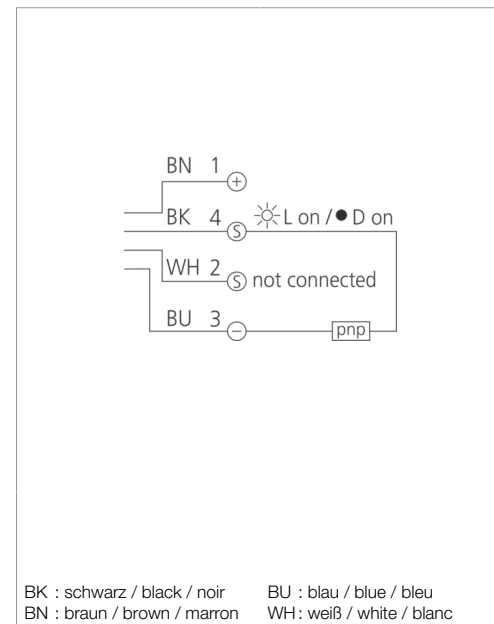 BN 1 +
BK 4 S L on / ● D on
WH 2 S not connected
BU 3 − pnp
BK : schwarz / black / noir BU : blau / blue / bleu
BN : braun / brown / marron WH : weiß / white / blanc